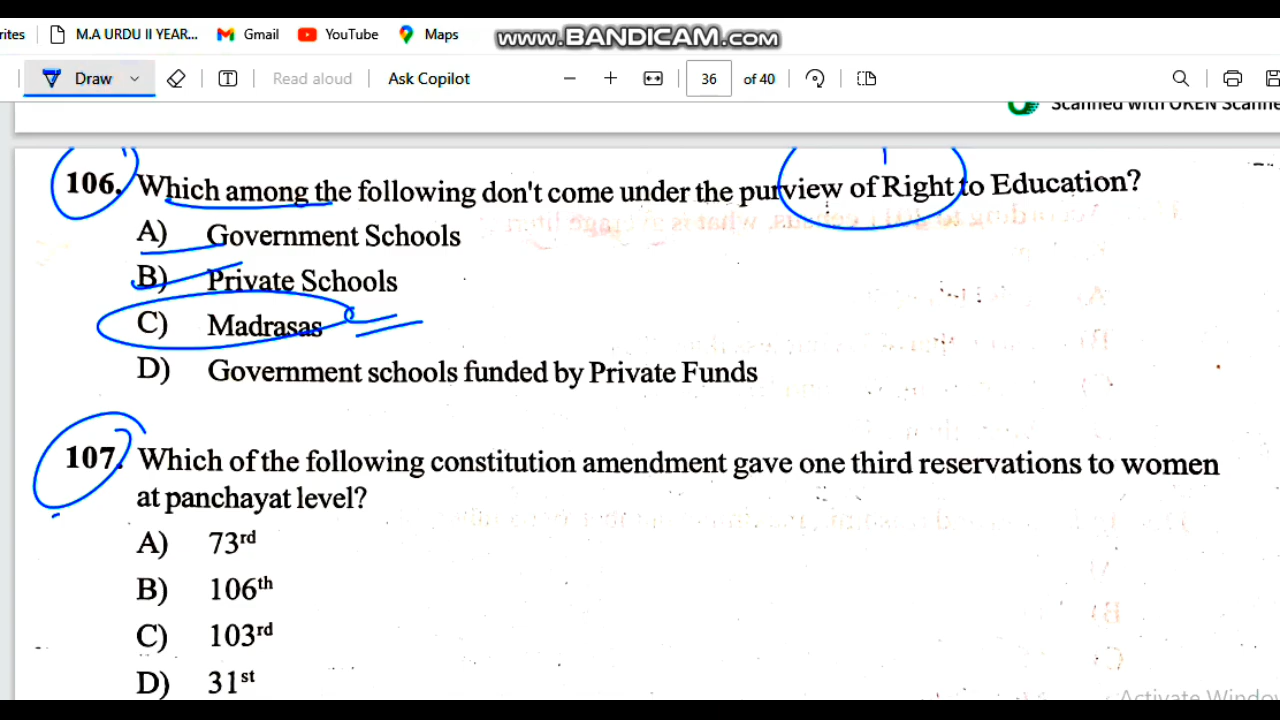 rites M.A URDU II YEAR... Gmail YouTube Maps www.BANDICAM.com
Draw Read aloud Ask Copilot 36 of 40
Scanned with OKEN Scanne
106. Which among the following don't come under the purview of Right to Education?
A) Government Schools
B) Private Schools
C) Madrasas
D) Government schools funded by Private Funds
107. Which of the following constitution amendment gave one third reservations to women
at panchayat level?
A) 73rd
B) 106th
C) 103rd
D) 31st
Activate Window